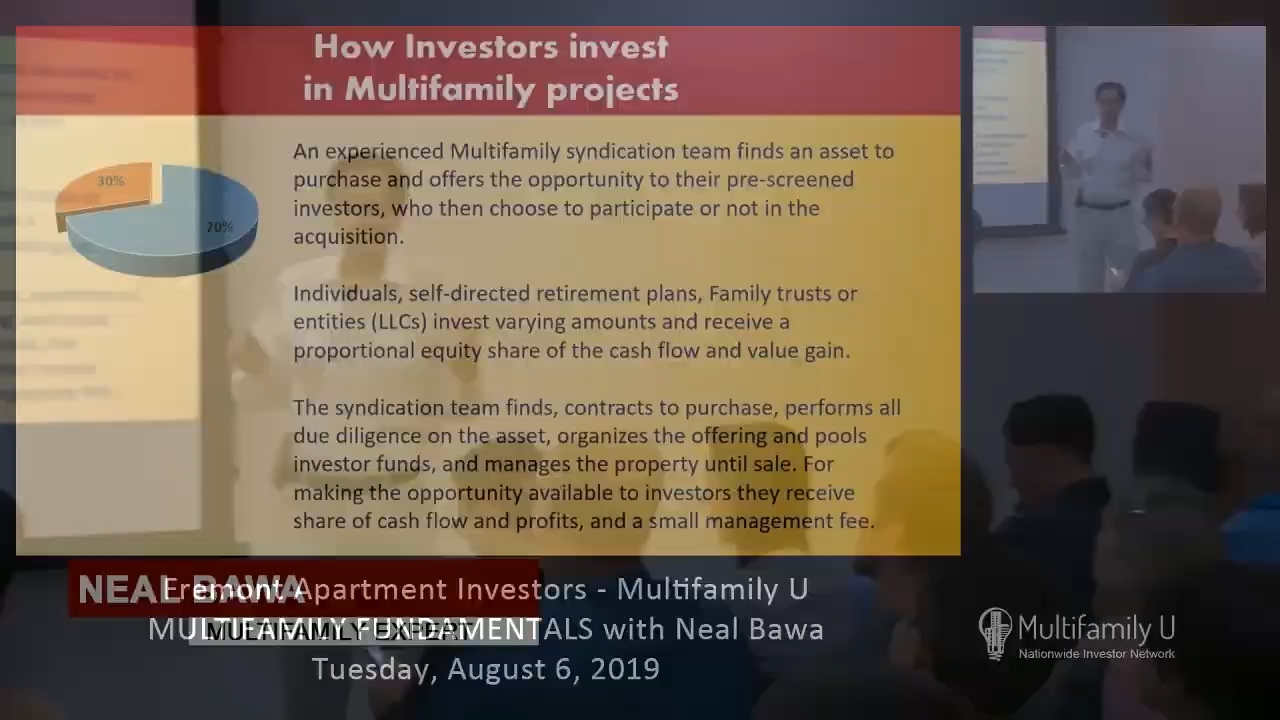 How Investors invest
in Multifamily projects
30%
70%
An experienced Multifamily syndication team finds an asset to
purchase and offers the opportunity to their pre-screened
investors, who then choose to participate or not in the
acquisition.
Individuals, self-directed retirement plans, Family trusts or
entities (LLCs) invest varying amounts and receive a
proportional equity share of the cash flow and value gain.
The syndication team finds, contracts to purchase, performs all
due diligence on the asset, organizes the offering and pools
investor funds, and manages the property until sale. For
making the opportunity available to investors they receive
share of cash flow and profits, and a small management fee.
NEAL BAWA
MULTIFAMILY EXPERT
Fremont Apartment Investors - Multifamily U
MULTIFAMILY FUNDAMENTALS with Neal Bawa
Tuesday, August 6, 2019
Multifamily U
Nationwide Investor Network